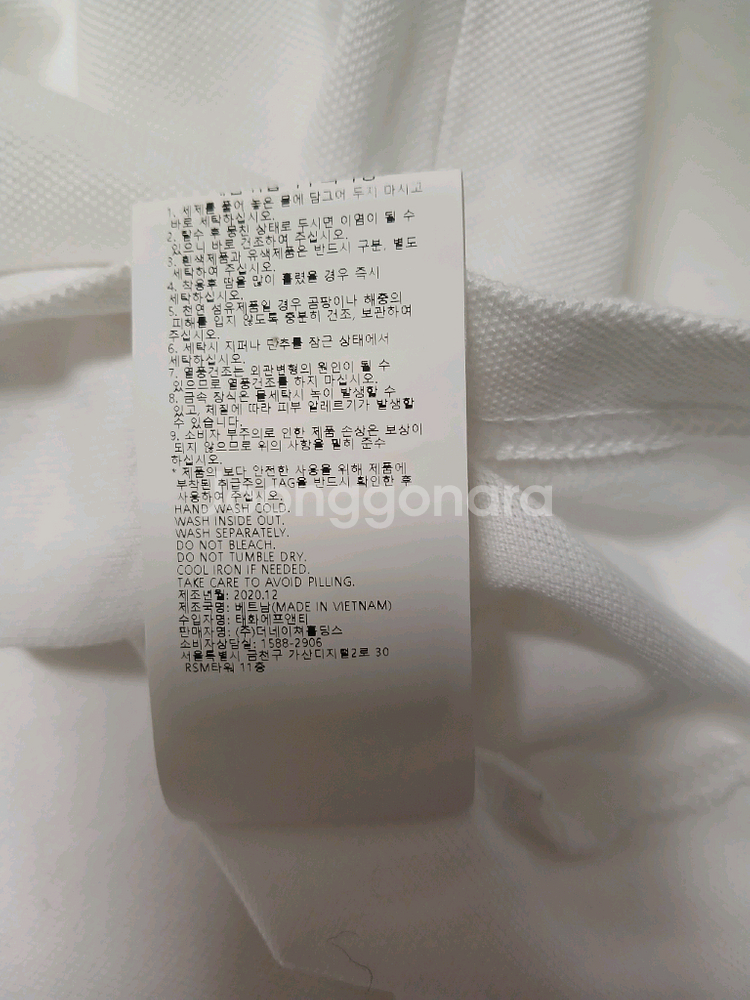 1. 세제를 풀어 놓은 물에 담그어 두지 마시고
바로 세탁하십시오.
2. 탈수 후 뭉친 상태로 두시면 이염이 될 수
있으니 바로 건조하여 주십시오.
3. 흰색제품과 유색제품은 반드시 구분, 별도
세탁하여 주십시오.
4. 착용후 땀을 많이 흘렸을 경우 즉시
세탁하십시오.
5. 천연 섬유제품일 경우 곰팡이나 해충의
피해를 입지 않도록 충분히 건조, 보관하여
주십시오.
6. 세탁시 지퍼나 단추를 잠근 상태에서
세탁하십시오.
7. 열풍건조는 외관변형의 원인이 될 수
있으므로 열풍건조를 하지 마십시오.
8. 금속 장식은 물세탁시 녹이 발생할 수
있고, 체질에 따라 피부 알레르기가 발생할
수 있습니다.
9. 소비자 부주의로 인한 제품 손상은 보상이
되지 않으므로 위의 사항을 필히 준수
하십시오.
* 제품의 보다 안전한 사용을 위해 제품에
부착된 취급주의 TAG을 반드시 확인한 후
사용하여 주십시오.
HAND WASH COLD.
WASH INSIDE OUT.
WASH SEPARATELY.
DO NOT BLEACH.
DO NOT TUMBLE DRY.
COOL IRON IF NEEDED.
TAKE CARE TO AVOID PILLING.
제조년월: 2020.12
제조국명: 베트남(MADE IN VIETNAM)
수입자명: 태화에프앤티
판매자명: (주)더네이쳐홀딩스
소비자상담실: 1588-2906
서울특별시 금천구 가산디지털2로 30
RSM타워 11층
Joonggonara